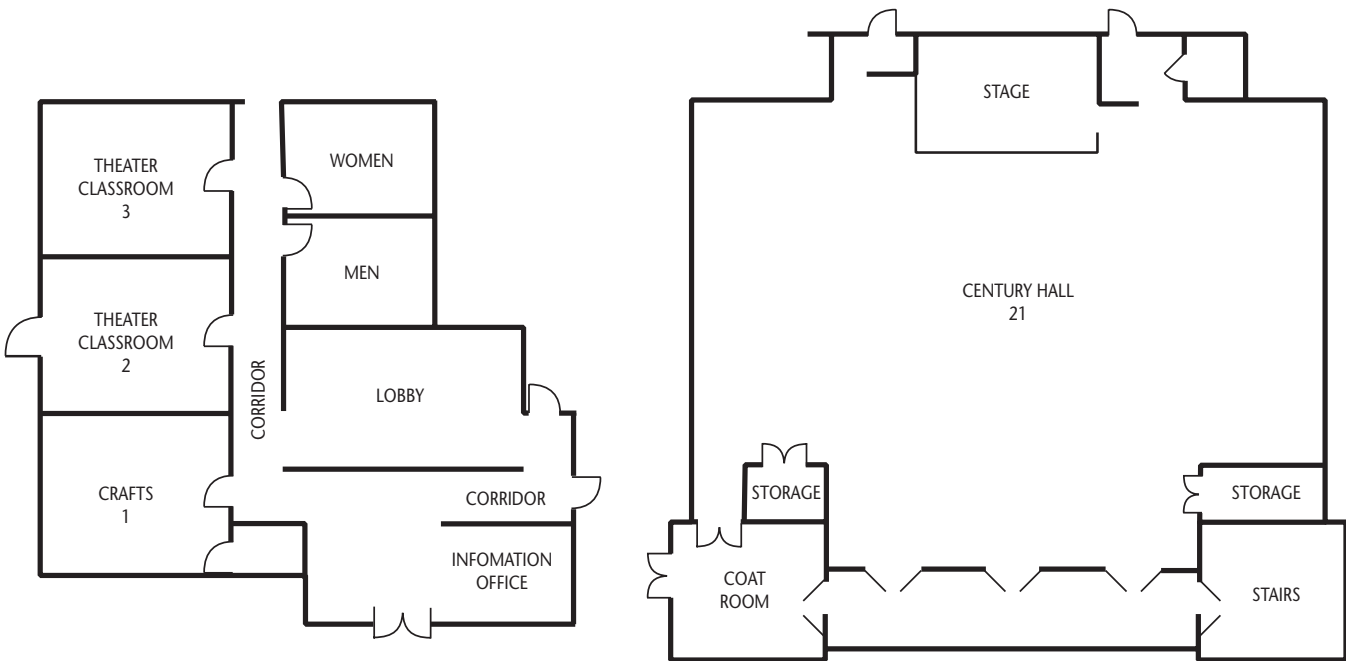 THEATER
CLASSROOM
3
WOMEN
MEN
THEATER
CLASSROOM
2
CORRIDOR
LOBBY
CRAFTS
1
CORRIDOR
INFOMATION
OFFICE
STAGE
CENTURY HALL
21
STORAGE
STORAGE
COAT
ROOM
STAIRS